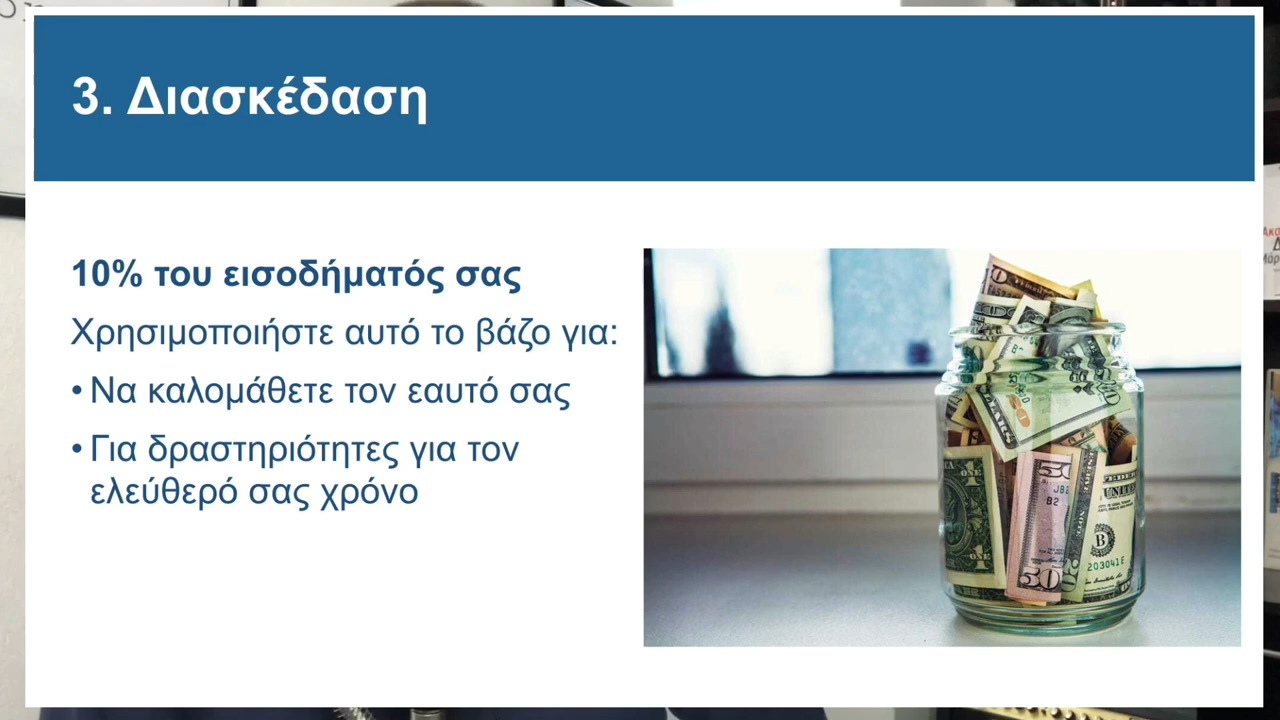 3. Διασκέδαση
10% του εισοδήματός σας
Χρησιμοποιήστε αυτό το βάζο για:
• Να καλομάθετε τον εαυτό σας
• Για δραστηριότητες για τον
ελεύθερό σας χρόνο